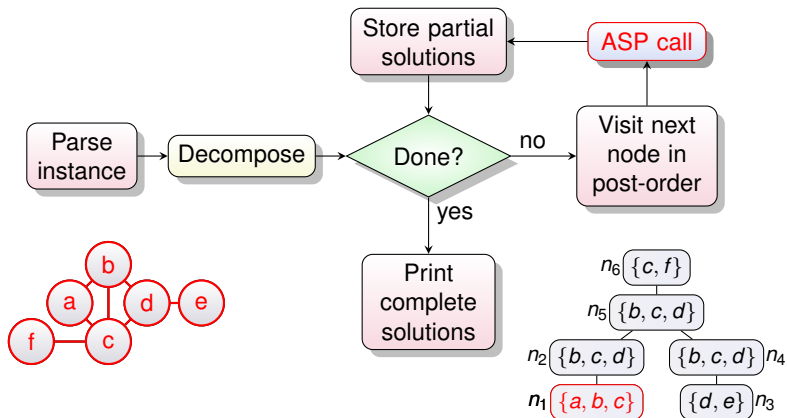 Store partial
solutions
ASP call
Parse
instance
Decompose
Done?
no
Visit next
node in
post-order
yes
Print
complete
solutions
b
a
d
e
f
c
n6 {c, f}
n5 {b, c, d}
n2 {b, c, d}
{b, c, d} n4
n1 {a, b, c}
{d, e} n3